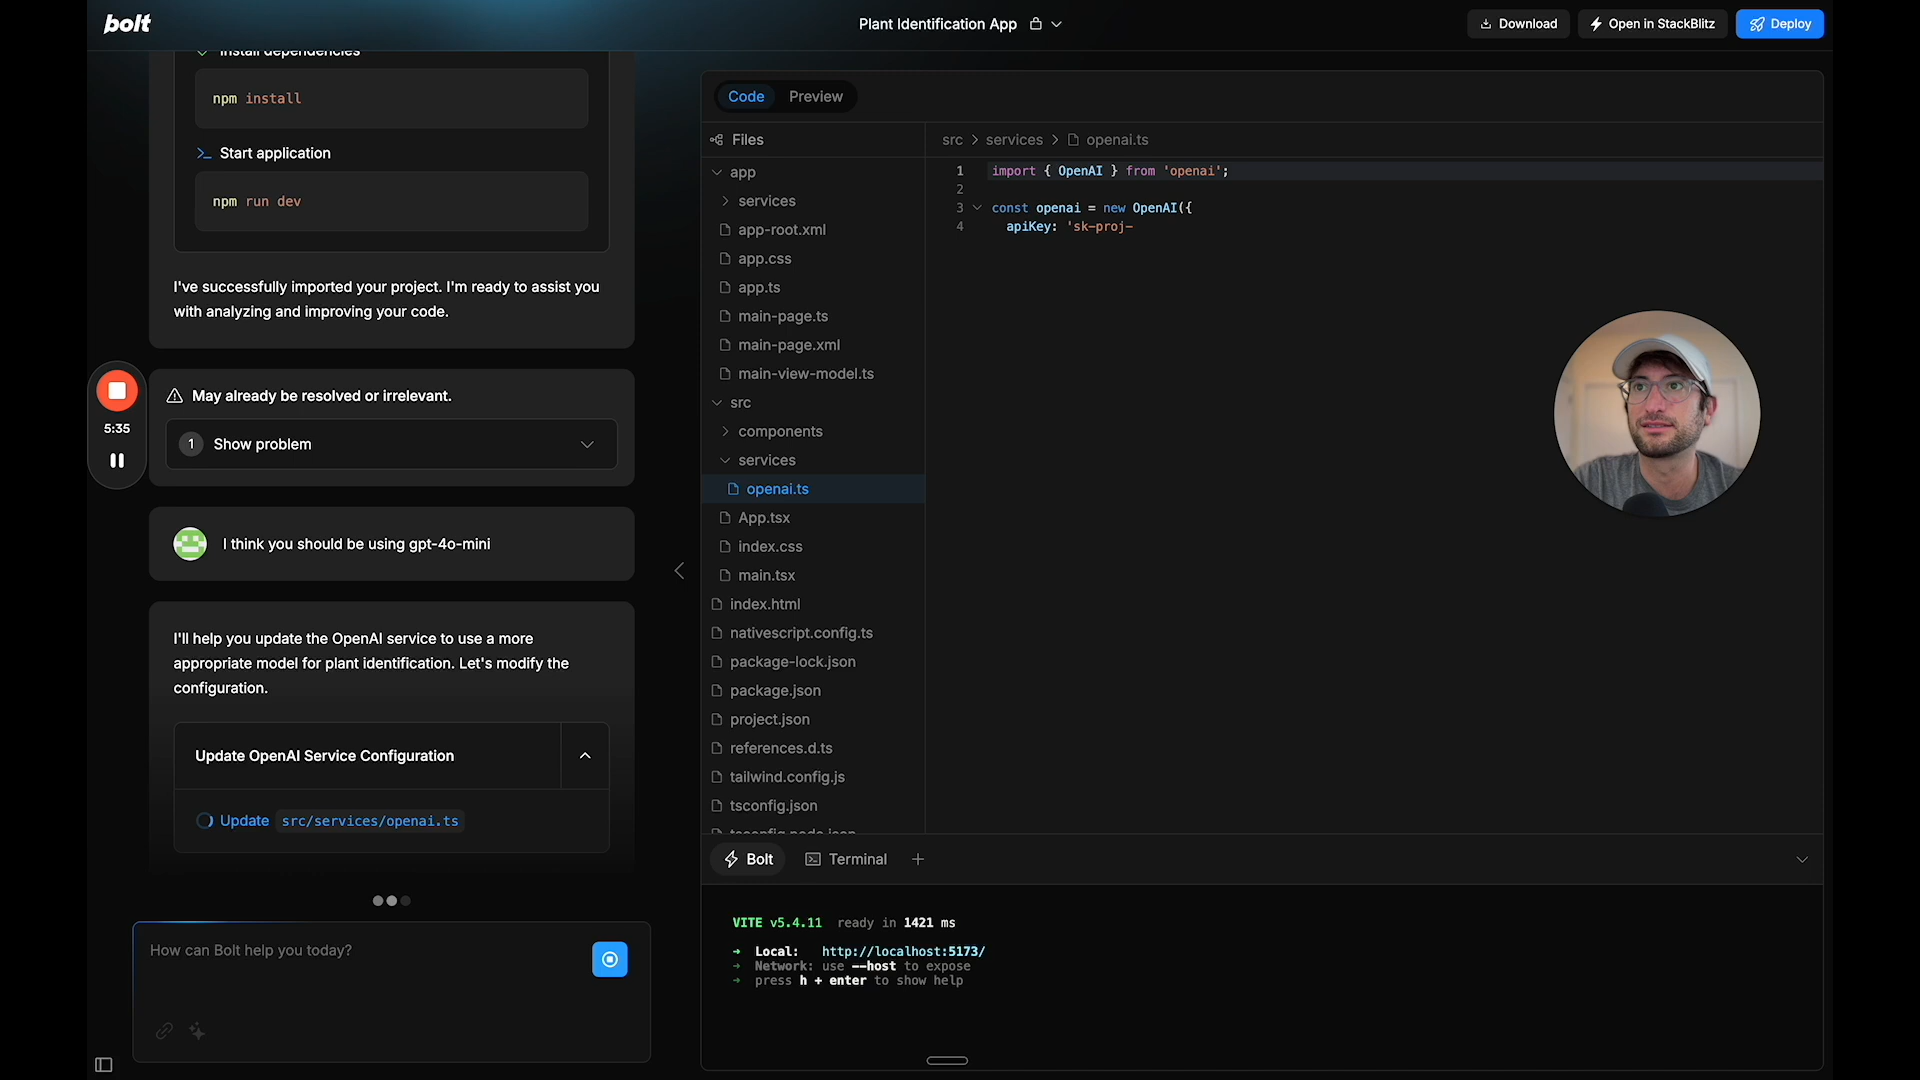 bolt
Plant Identification App
Download
Open in StackBlitz
Deploy
Install dependencies
npm install
Start application
npm run dev
I've successfully imported your project. I'm ready to assist you
with analyzing and improving your code.
5:35
May already be resolved or irrelevant.
1 Show problem
I think you should be using gpt-4o-mini
I'll help you update the OpenAI service to use a more
appropriate model for plant identification. Let's modify the
configuration.
Update OpenAI Service Configuration
Update src/services/openai.ts
How can Bolt help you today?
Code Preview
Files
app
services
app-root.xml
app.css
app.ts
main-page.ts
main-page.xml
main-view-model.ts
src
components
services
openai.ts
App.tsx
index.css
main.tsx
index.html
nativescript.config.ts
package-lock.json
package.json
project.json
references.d.ts
tailwind.config.js
tsconfig.json
tsconfig.node.json
src > services > openai.ts
1 import { OpenAI } from 'openai';
2
3 const openai = new OpenAI({
4 apiKey: 'sk-proj-
Bolt Terminal +
VITE v5.4.11 ready in 1421 ms
➜ Local: http://localhost:5173/
➜ Network: use --host to expose
➜ press h + enter to show help